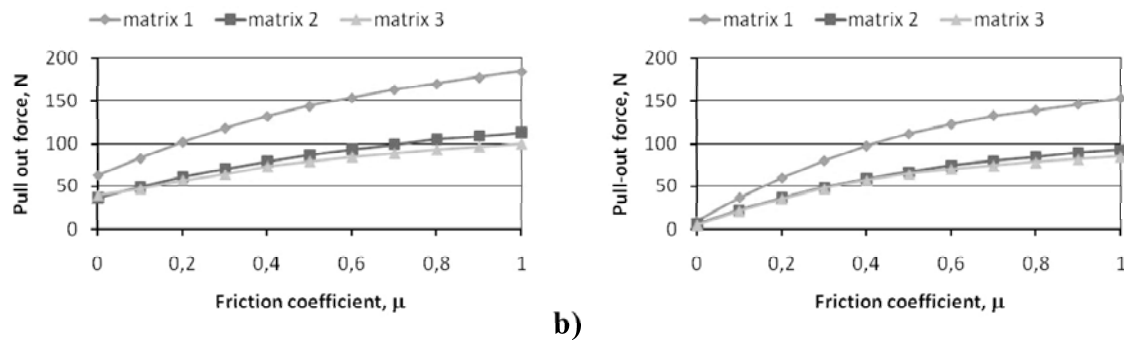 matrix 1 matrix 2 matrix 3
Pull out force, N
200
150
100
50
0
0 0,2 0,4 0,6 0,8 1
Friction coefficient, μ
b)
matrix 1 matrix 2 matrix 3
Pull-out force, N
200
150
100
50
0
0 0,2 0,4 0,6 0,8 1
Friction coefficient, μ